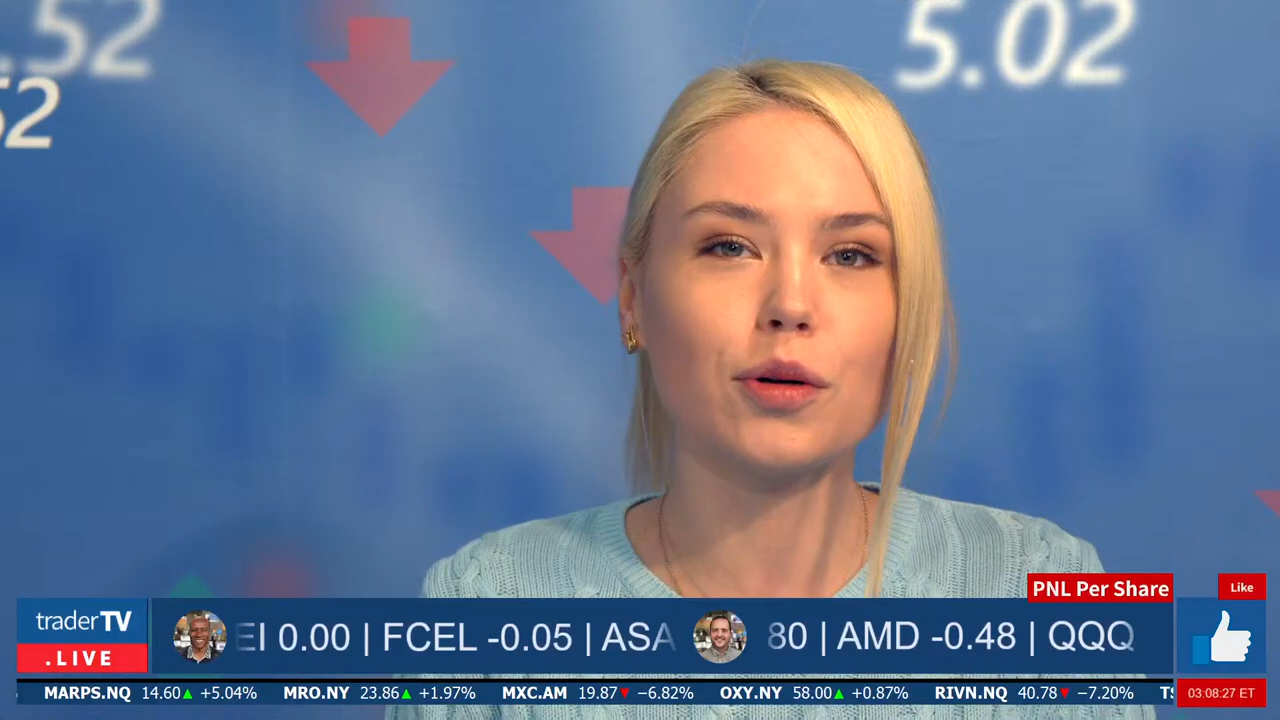 .52
5.02
52
PNL Per Share
Like
traderTV
.LIVE
EI 0.00 | FCEL -0.05 | ASA
80 | AMD -0.48 | QQQ
MARPS.NQ 14.60▲ +5.04% MRO.NY 23.86▲ +1.97% MXC.AM 19.87▼ −6.82% OXY.NY 58.00▲ +0.87% RIVN.NQ 40.78▼ −7.20% TS
03:08:27 ET